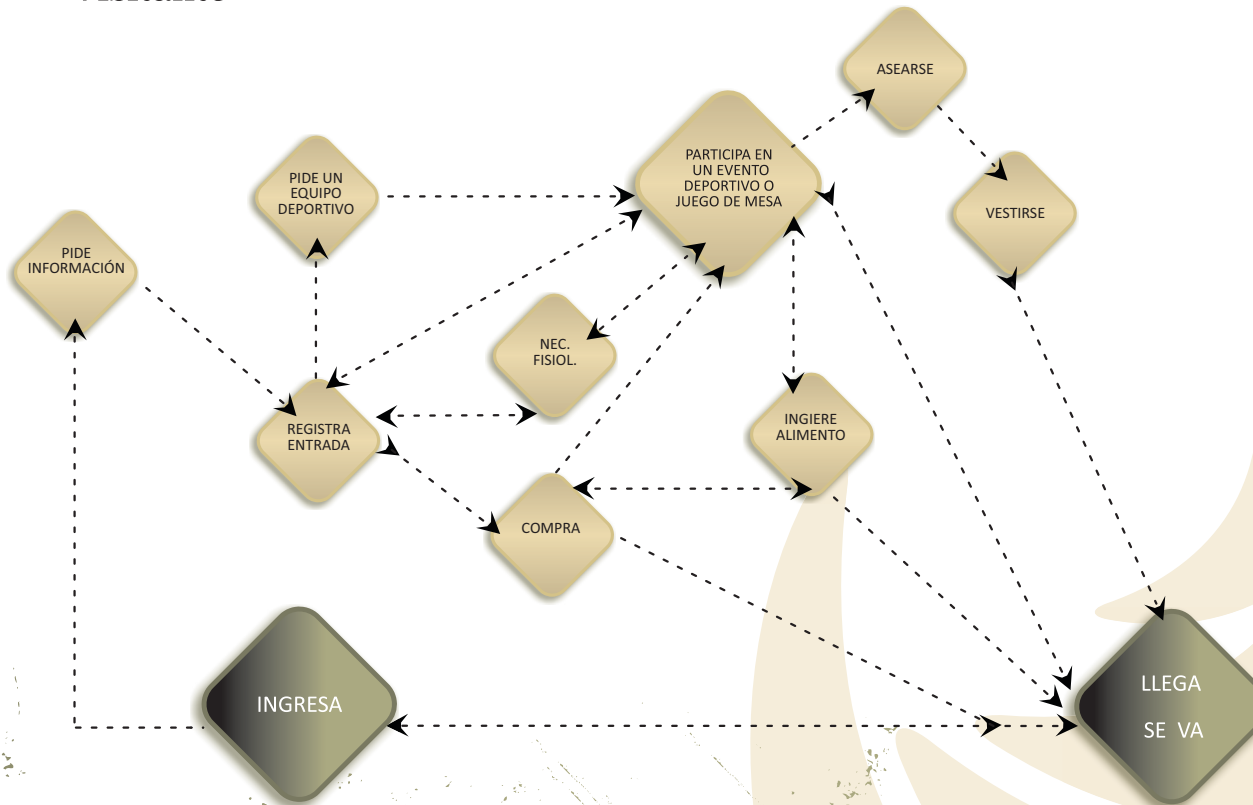 ASEARSE
PARTICIPA EN
UN EVENTO
DEPORTIVO O
JUEGO DE MESA
PIDE UN
EQUIPO
DEPORTIVO
VESTIRSE
PIDE
INFORMACIÓN
NEC.
FISIOL.
REGISTRA
ENTRADA
INGIERE
ALIMENTO
COMPRA
INGRESA
LLEGA
SE VA